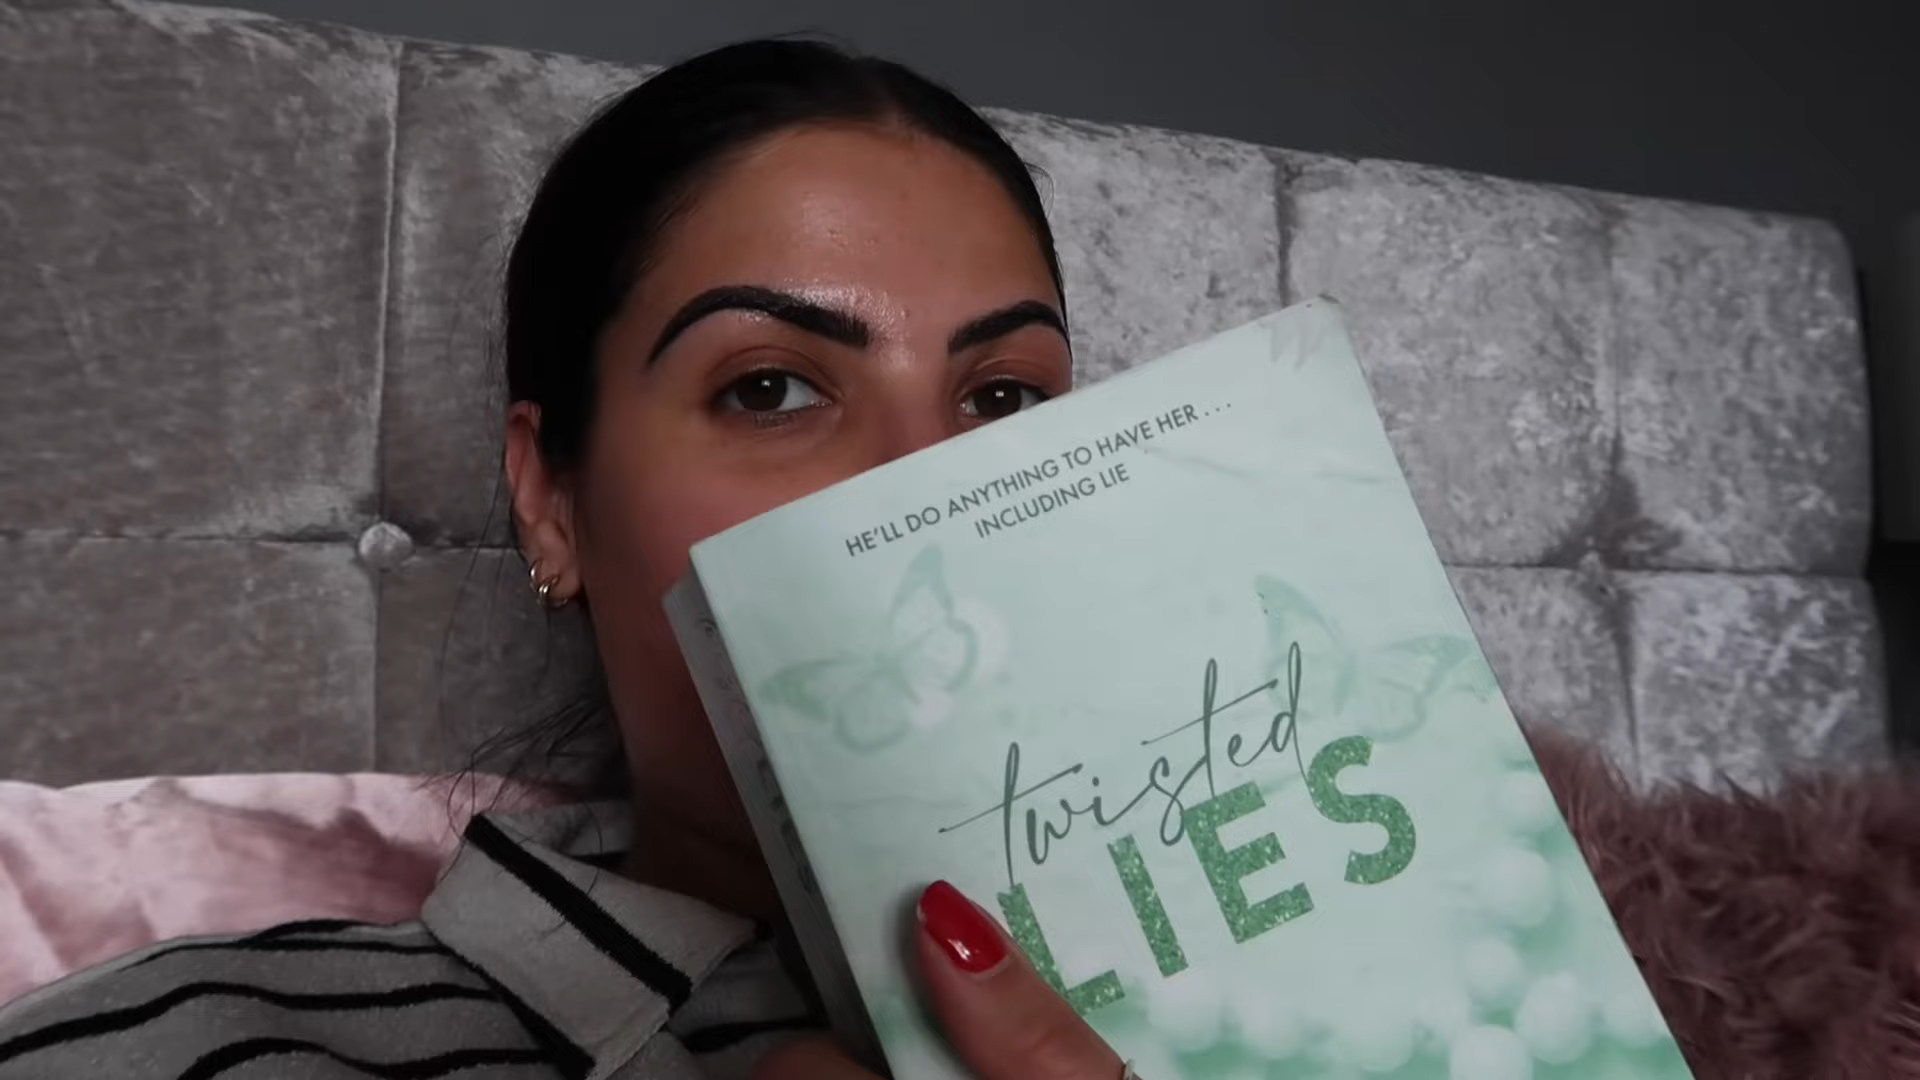 HE'LL DO ANYTHING TO HAVE HER . . .
INCLUDING LIE
twisted
LIES